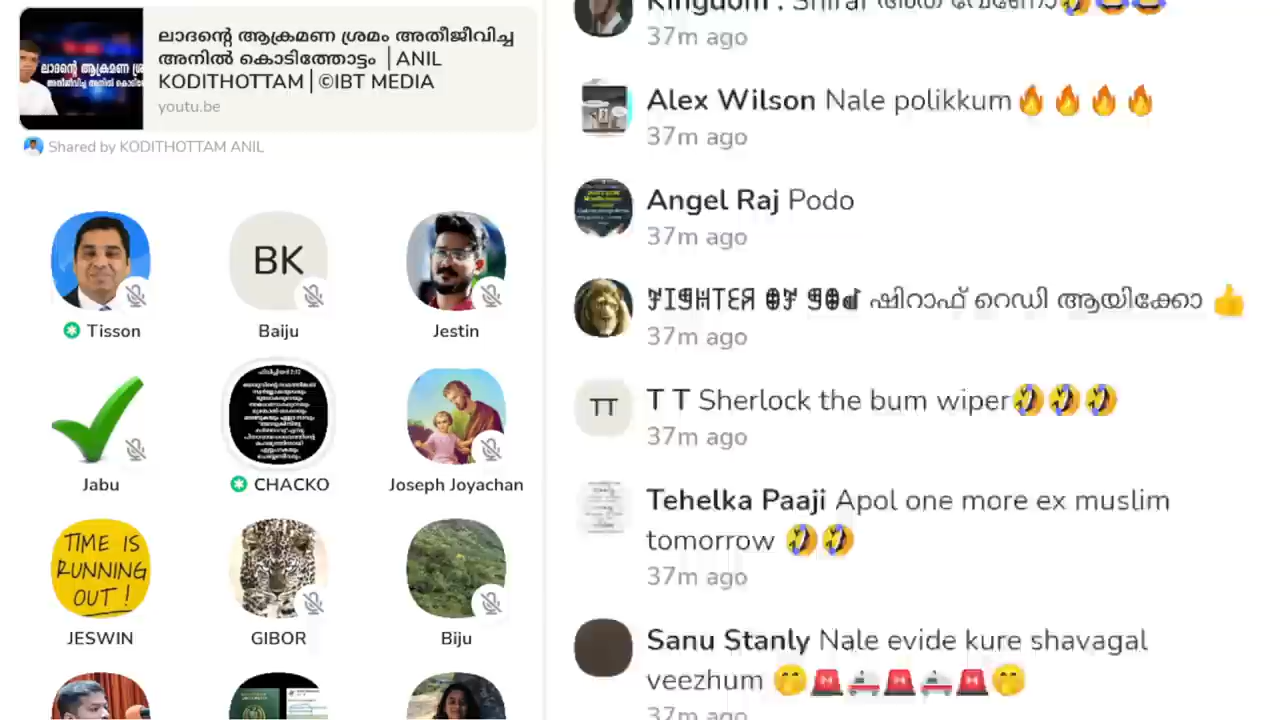 ലാദന്റെ ആക്രമണ ശ്രമം അതിജീവിച്ച
അനിൽ കൊടിത്തോട്ടം | ANIL
KODITHOTTAM | ©IBT MEDIA
youtu.be
Shared by KODITHOTTAM ANIL
Tisson
BK
Baiju
Jestin
Jabu
CHACKO
Joseph Joyachan
TIME IS
RUNNING
OUT!
JESWIN
GIBOR
Biju
37m ago
Alex Wilson Nale polikkum🔥🔥🔥🔥
37m ago
Angel Raj Podo
37m ago
ഷിറാഫ് റെഡി ആയിക്കോ 👍
37m ago
TT
T T Sherlock the bum wiper🤣🤣🤣
37m ago
Tehelka Paaji Apol one more ex muslim
tomorrow 🤣🤣
37m ago
Sanu Stanly Nale evide kure shavagal
veezhum 🤭🚨🚑🚨🚑🚨🤭
37m ago